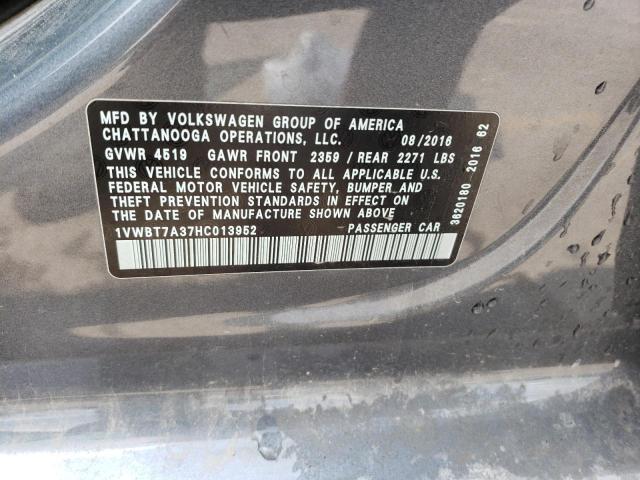 MFD BY VOLKSWAGEN GROUP OF AMERICA
CHATTANOOGA OPERATIONS, LLC. 08/2016
GVWR 4519 GAWR FRONT 2359 / REAR 2271 LBS
THIS VEHICLE CONFORMS TO ALL APPLICABLE U.S.
FEDERAL MOTOR VEHICLE SAFETY, BUMPER AND
THEFT PREVENTION STANDARDS IN EFFECT ON
THE DATE OF MANUFACTURE SHOWN ABOVE
1VWBT7A37HC013952 PASSENGER CAR
3620180 2016 62